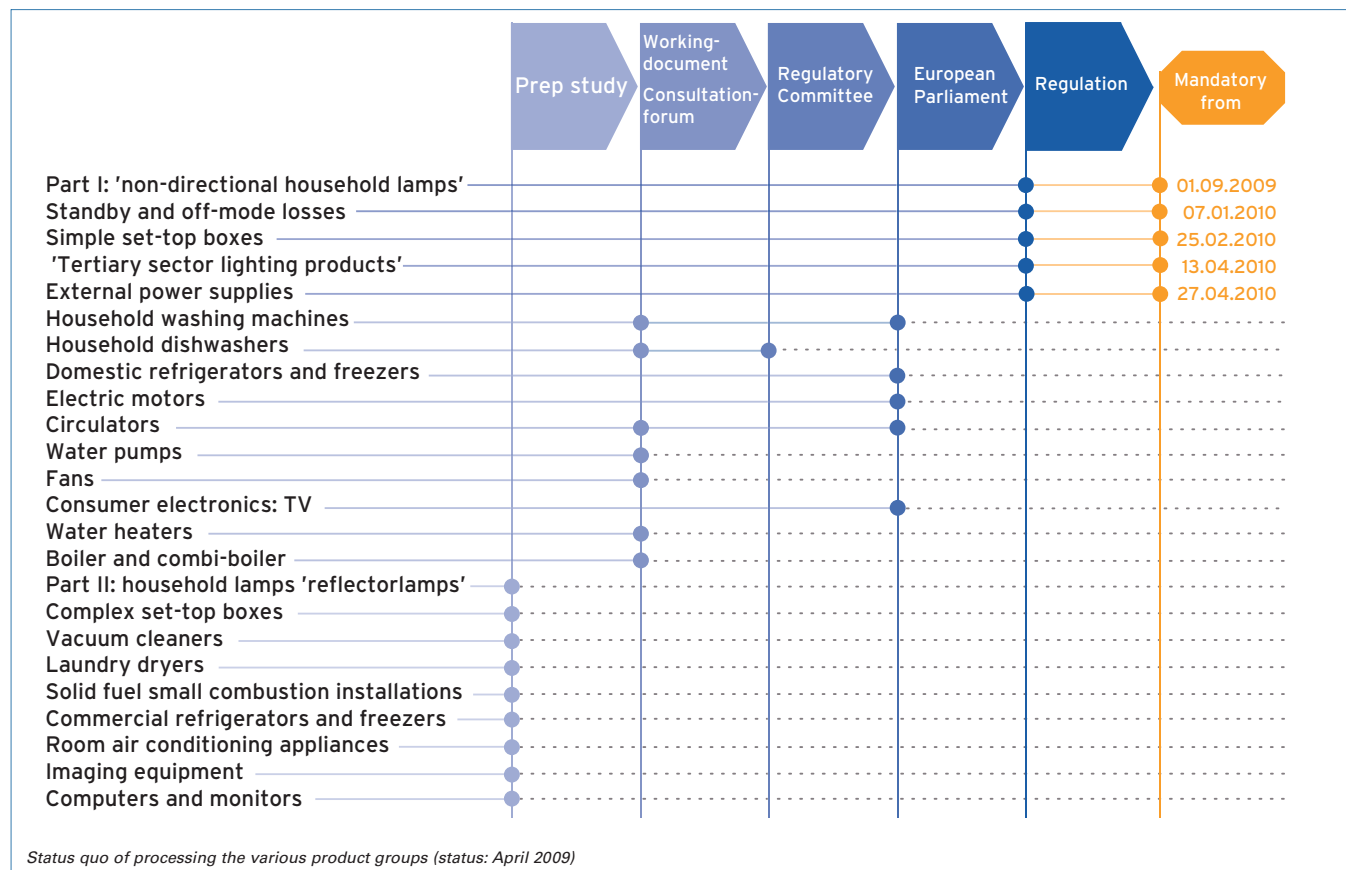 Prep study
Working-
document
Consultation-
forum
Regulatory
Committee
European
Parliament
Regulation
Mandatory
from
Part I: 'non-directional household lamps'
01.09.2009
Standby and off-mode losses
07.01.2010
Simple set-top boxes
25.02.2010
'Tertiary sector lighting products'
13.04.2010
External power supplies
27.04.2010
Household washing machines
Household dishwashers
Domestic refrigerators and freezers
Electric motors
Circulators
Water pumps
Fans
Consumer electronics: TV
Water heaters
Boiler and combi-boiler
Part II: household lamps 'reflectorlamps'
Complex set-top boxes
Vacuum cleaners
Laundry dryers
Solid fuel small combustion installations
Commercial refrigerators and freezers
Room air conditioning appliances
Imaging equipment
Computers and monitors
Status quo of processing the various product groups (status: April 2009)